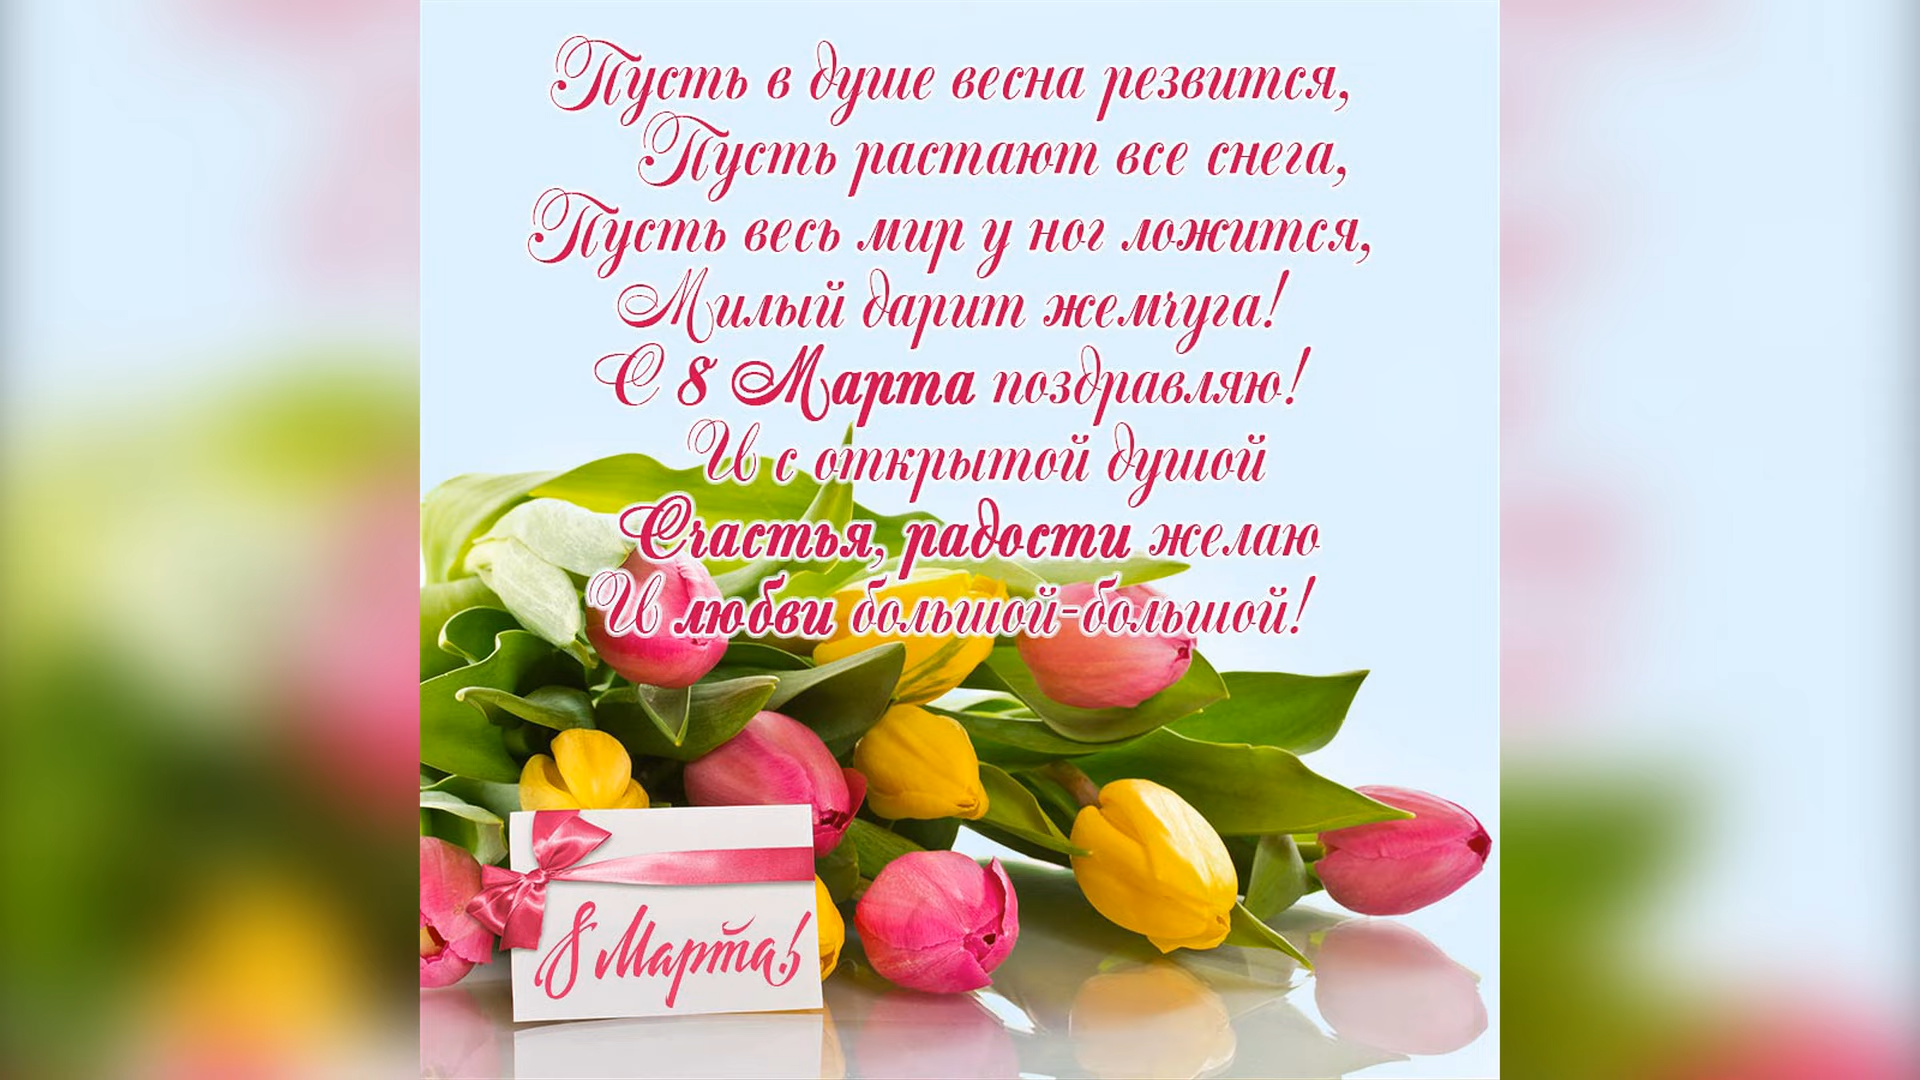 Пусть в душе весна резвится,
Пусть растают все снега,
Пусть весь мир у ног ложится,
Милый дарит жемчуга!
С 8 Марта поздравляю!
И с открытой душой
Счастья, радости желаю
И любви большой-большой!
8 Марта!